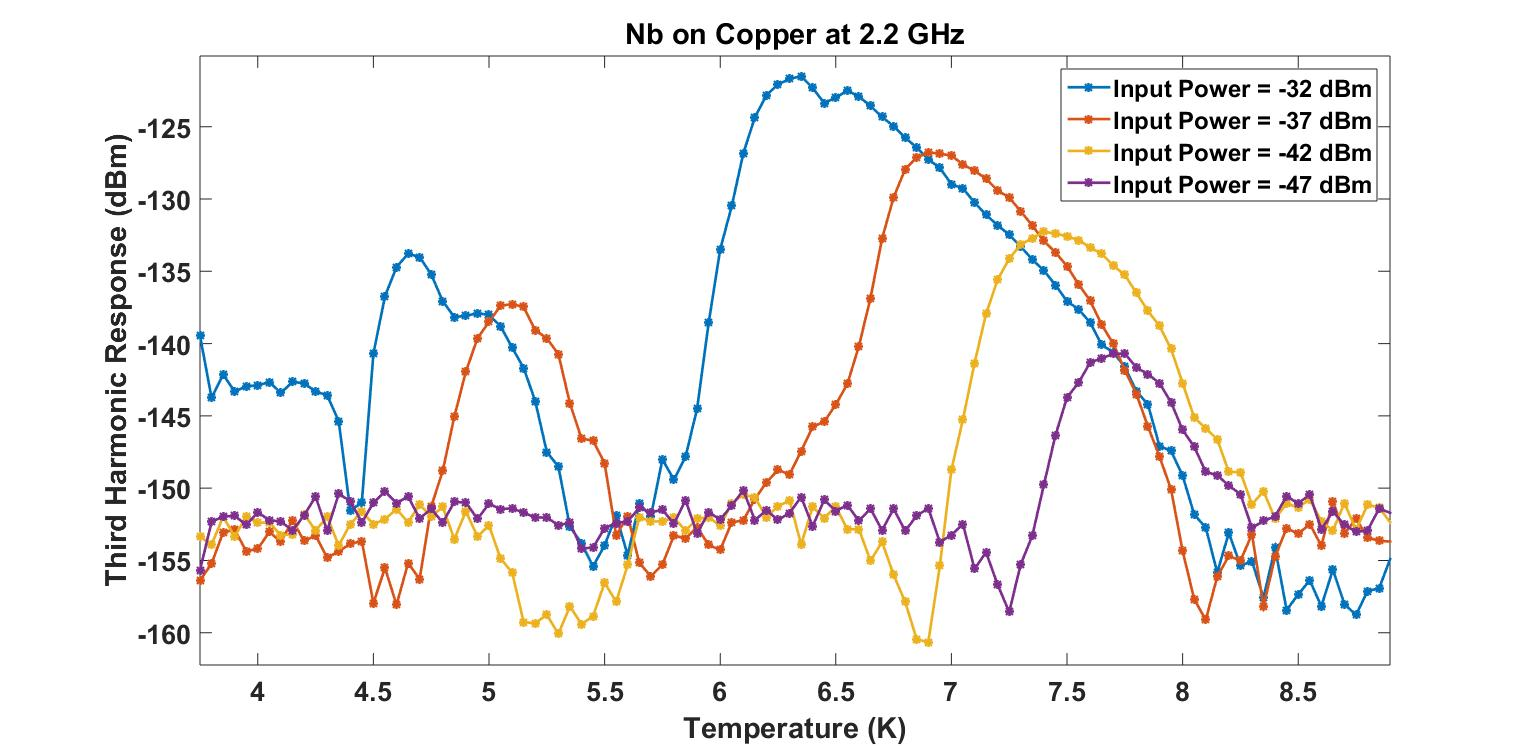 Nb on Copper at 2.2 GHz
Input Power = -32 dBm
Input Power = -37 dBm
Input Power = -42 dBm
Input Power = -47 dBm
Third Harmonic Response (dBm)
-125
-130
-135
-140
-145
-150
-155
-160
4 4.5 5 5.5 6 6.5 7 7.5 8 8.5
Temperature (K)